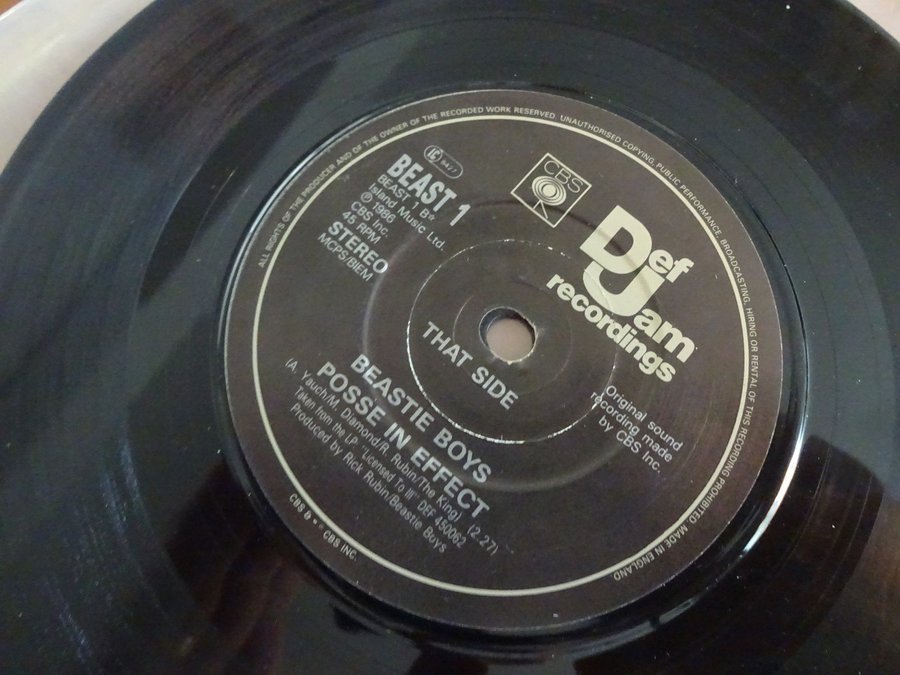 ALL RIGHTS OF THE PRODUCER AND OF THE OWNER OF THE RECORDED WORK RESERVED. UNAUTHORISED COPYING, PUBLIC PERFORMANCE, BROADCASTING, HIRING OR RENTAL OF THIS RECORDING PROHIBITED. MADE IN ENGLAND
LC 9427
BEAST 1
BEAST 1 B
Island Music Ltd.
℗ 1986
CBS Inc.
45 RPM
STEREO
MCPS/BIEM
CBS
Def
Jam
recordings
Original sound
recording made
by CBS Inc.
THAT SIDE
BEASTIE BOYS
POSSE IN EFFECT
(A. Yauch/M. Diamond/R. Rubin/The King) (2.27)
Taken from the LP "Licensed To Ill" DEF 450062
Produced by Rick Rubin/Beastie Boys
CBS & CBS INC.